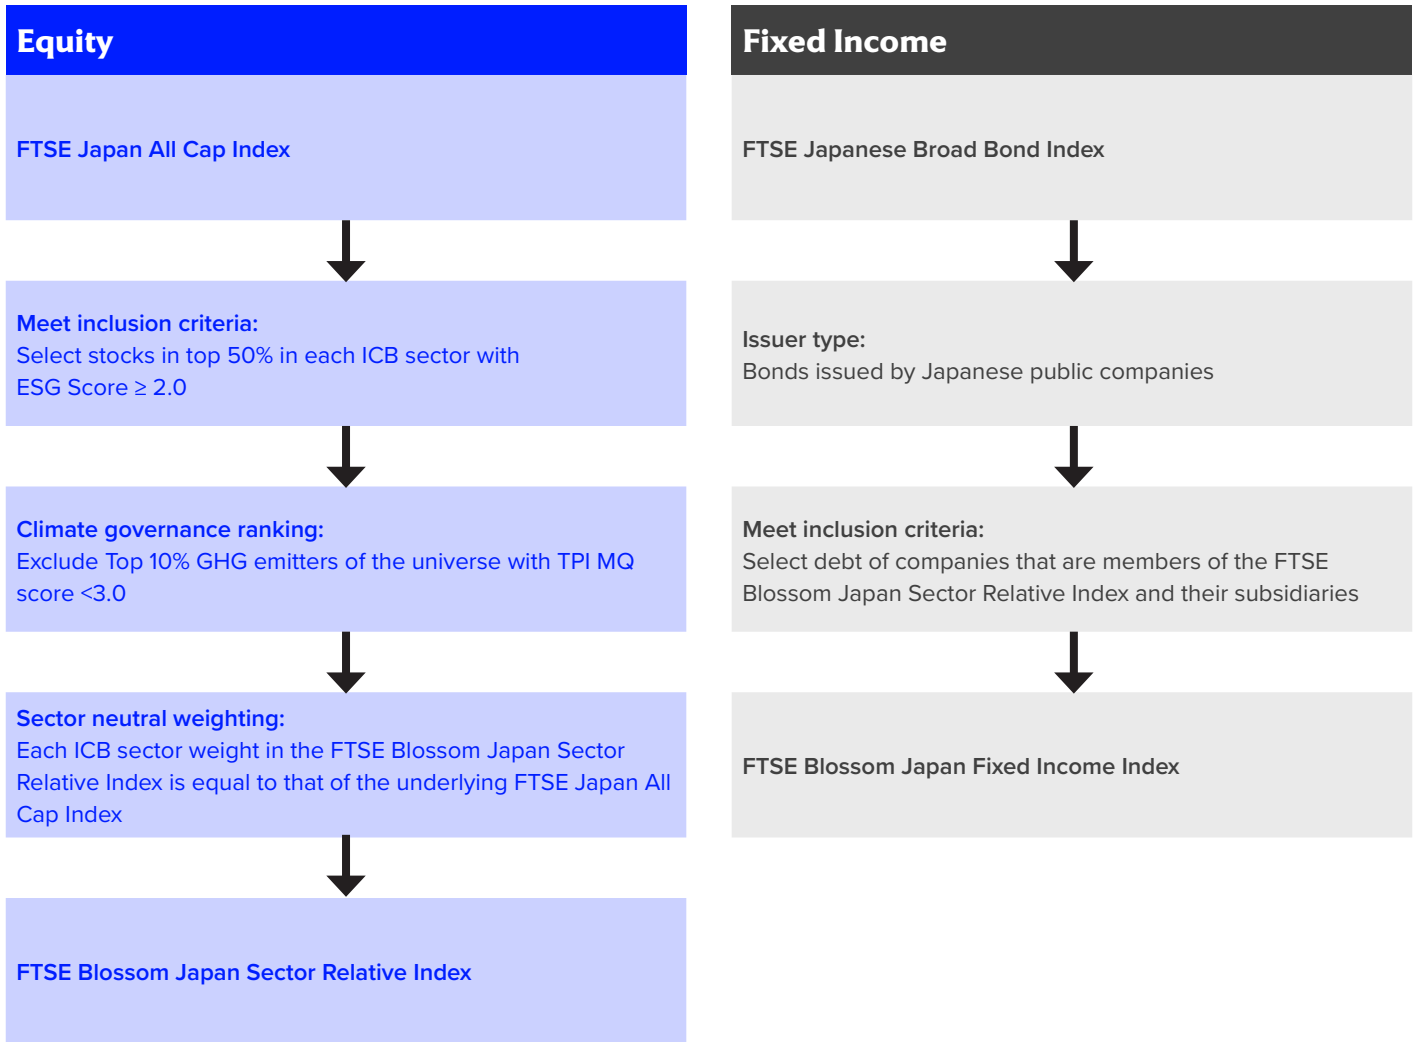 Equity
FTSE Japan All Cap Index
Meet inclusion criteria:
Select stocks in top 50% in each ICB sector with
ESG Score ≥ 2.0
Climate governance ranking:
Exclude Top 10% GHG emitters of the universe with TPI MQ
score <3.0
Sector neutral weighting:
Each ICB sector weight in the FTSE Blossom Japan Sector
Relative Index is equal to that of the underlying FTSE Japan All
Cap Index
FTSE Blossom Japan Sector Relative Index
Fixed Income
FTSE Japanese Broad Bond Index
Issuer type:
Bonds issued by Japanese public companies
Meet inclusion criteria:
Select debt of companies that are members of the FTSE
Blossom Japan Sector Relative Index and their subsidiaries
FTSE Blossom Japan Fixed Income Index